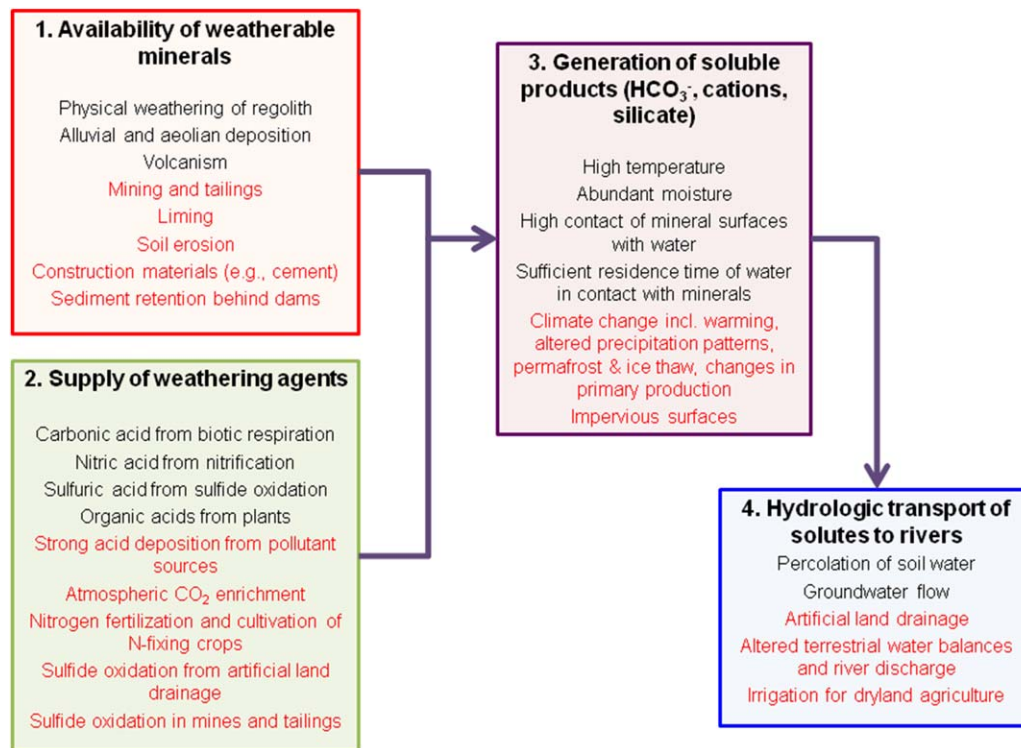 1. Availability of weatherable
minerals
Physical weathering of regolith
Alluvial and aeolian deposition
Volcanism
Mining and tailings
Liming
Soil erosion
Construction materials (e.g., cement)
Sediment retention behind dams
2. Supply of weathering agents
Carbonic acid from biotic respiration
Nitric acid from nitrification
Sulfuric acid from sulfide oxidation
Organic acids from plants
Strong acid deposition from pollutant
sources
Atmospheric CO₂ enrichment
Nitrogen fertilization and cultivation of
N-fixing crops
Sulfide oxidation from artificial land
drainage
Sulfide oxidation in mines and tailings
3. Generation of soluble
products (HCO₃⁻, cations,
silicate)
High temperature
Abundant moisture
High contact of mineral surfaces
with water
Sufficient residence time of water
in contact with minerals
Climate change incl. warming,
altered precipitation patterns,
permafrost & ice thaw, changes in
primary production
Impervious surfaces
4. Hydrologic transport of
solutes to rivers
Percolation of soil water
Groundwater flow
Artificial land drainage
Altered terrestrial water balances
and river discharge
Irrigation for dryland agriculture